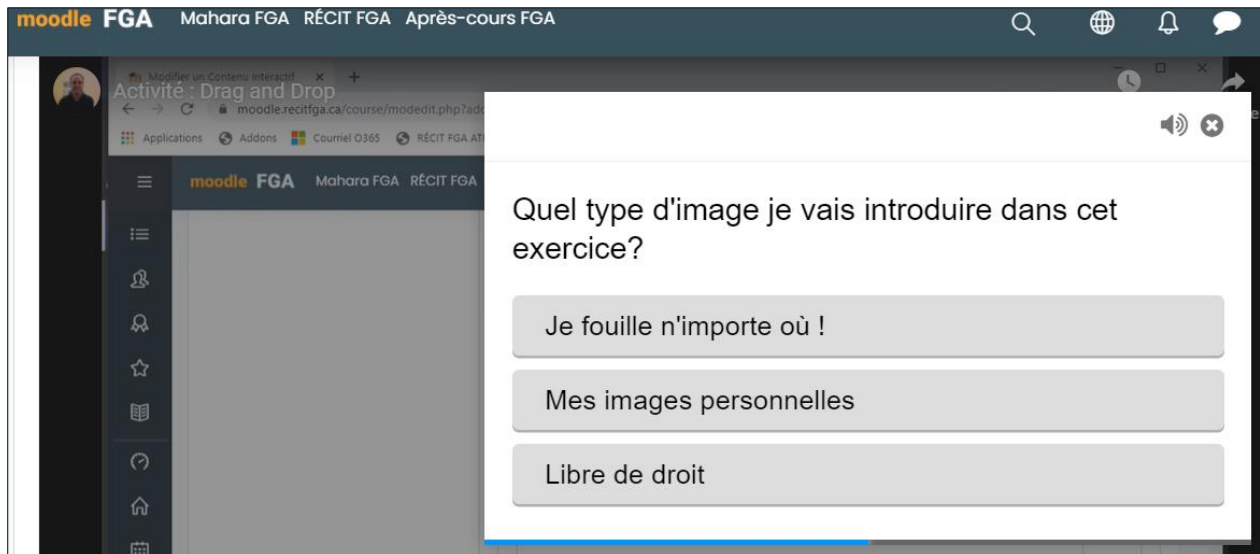 moodle FGA Mahara FGA RÉCIT FGA Après-cours FGA
Modifier un Contenu interactif
Activité : Drag and Drop
moodle.recitfga.ca/course/modedit.php?add
Applications Addons Courriel O365 RÉCIT FGA
moodle FGA Mahara FGA RÉCIT FGA
Quel type d'image je vais introduire dans cet
exercice?
Je fouille n'importe où !
Mes images personnelles
Libre de droit